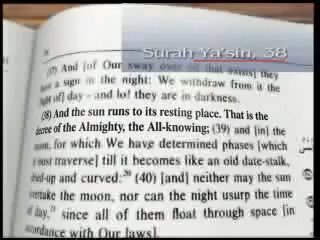 Surah Ya'sin, 38
(37) And [of Our sway over all that exists] they
have a sign in the night: We withdraw from it the
light of] day - and lo! they are in darkness.
(38) And the sun runs to its resting place. That is the
decree of the Almighty, the All-knowing; (39) and [in] the
moon, for which We have determined phases [which
it must traverse] till it becomes like an old date-stalk,
dried-up and curved: (40) [and] neither may the sun
overtake the moon, nor can the night usurp the time
of day, since all of them float through space [in
accordance with Our laws].